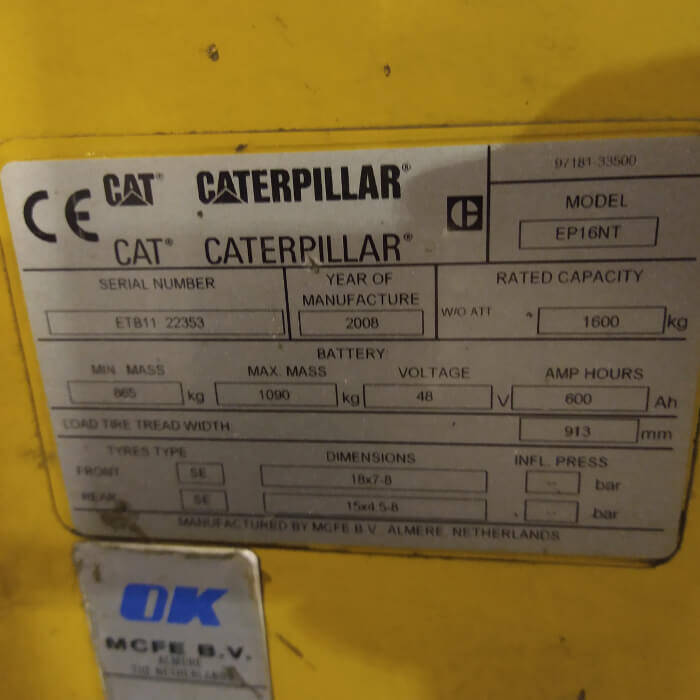 CE CAT® CATERPILLAR®
CAT® CATERPILLAR®
97181-33500
MODEL
EP16NT
SERIAL NUMBER
ETB11 22353
YEAR OF
MANUFACTURE
2008
RATED CAPACITY
W/O ATT 1600 kg
BATTERY
MIN. MASS MAX. MASS VOLTAGE AMP HOURS
865 kg 1090 kg 48 V 600 Ah
LOAD TIRE TREAD WIDTH 913 mm
TYRES TYPE DIMENSIONS INFL. PRESS
FRONT SE 18x7-8 -- bar
REAR SE 15x4.5-8 -- bar
MANUFACTURED BY MCFE B.V. ALMERE, NETHERLANDS
OK
MCFE B.V.
ALMERE
THE NETHERLANDS